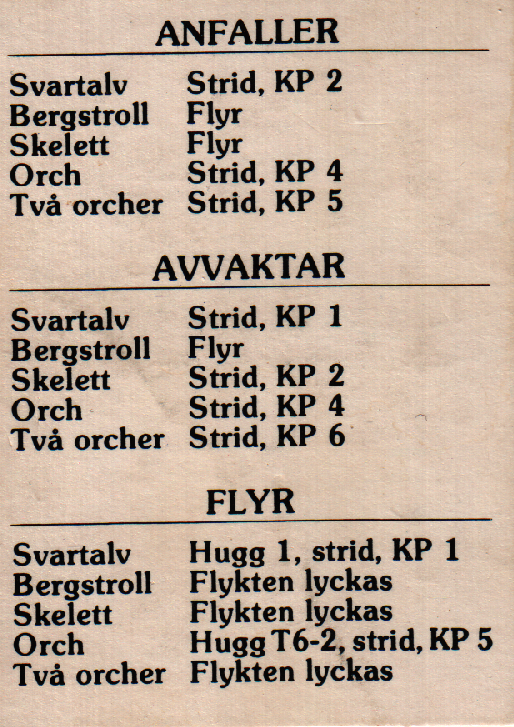 ANFALLER
Svartalv Strid, KP 2
Bergstroll Flyr
Skelett Flyr
Orch Strid, KP 4
Två orcher Strid, KP 5
AVVAKTAR
Svartalv Strid, KP 1
Bergstroll Flyr
Skelett Strid, KP 2
Orch Strid, KP 4
Två orcher Strid, KP 6
FLYR
Svartalv Hugg 1, strid, KP 1
Bergstroll Flykten lyckas
Skelett Flykten lyckas
Orch Hugg T6-2, strid, KP 5
Två orcher Flykten lyckas